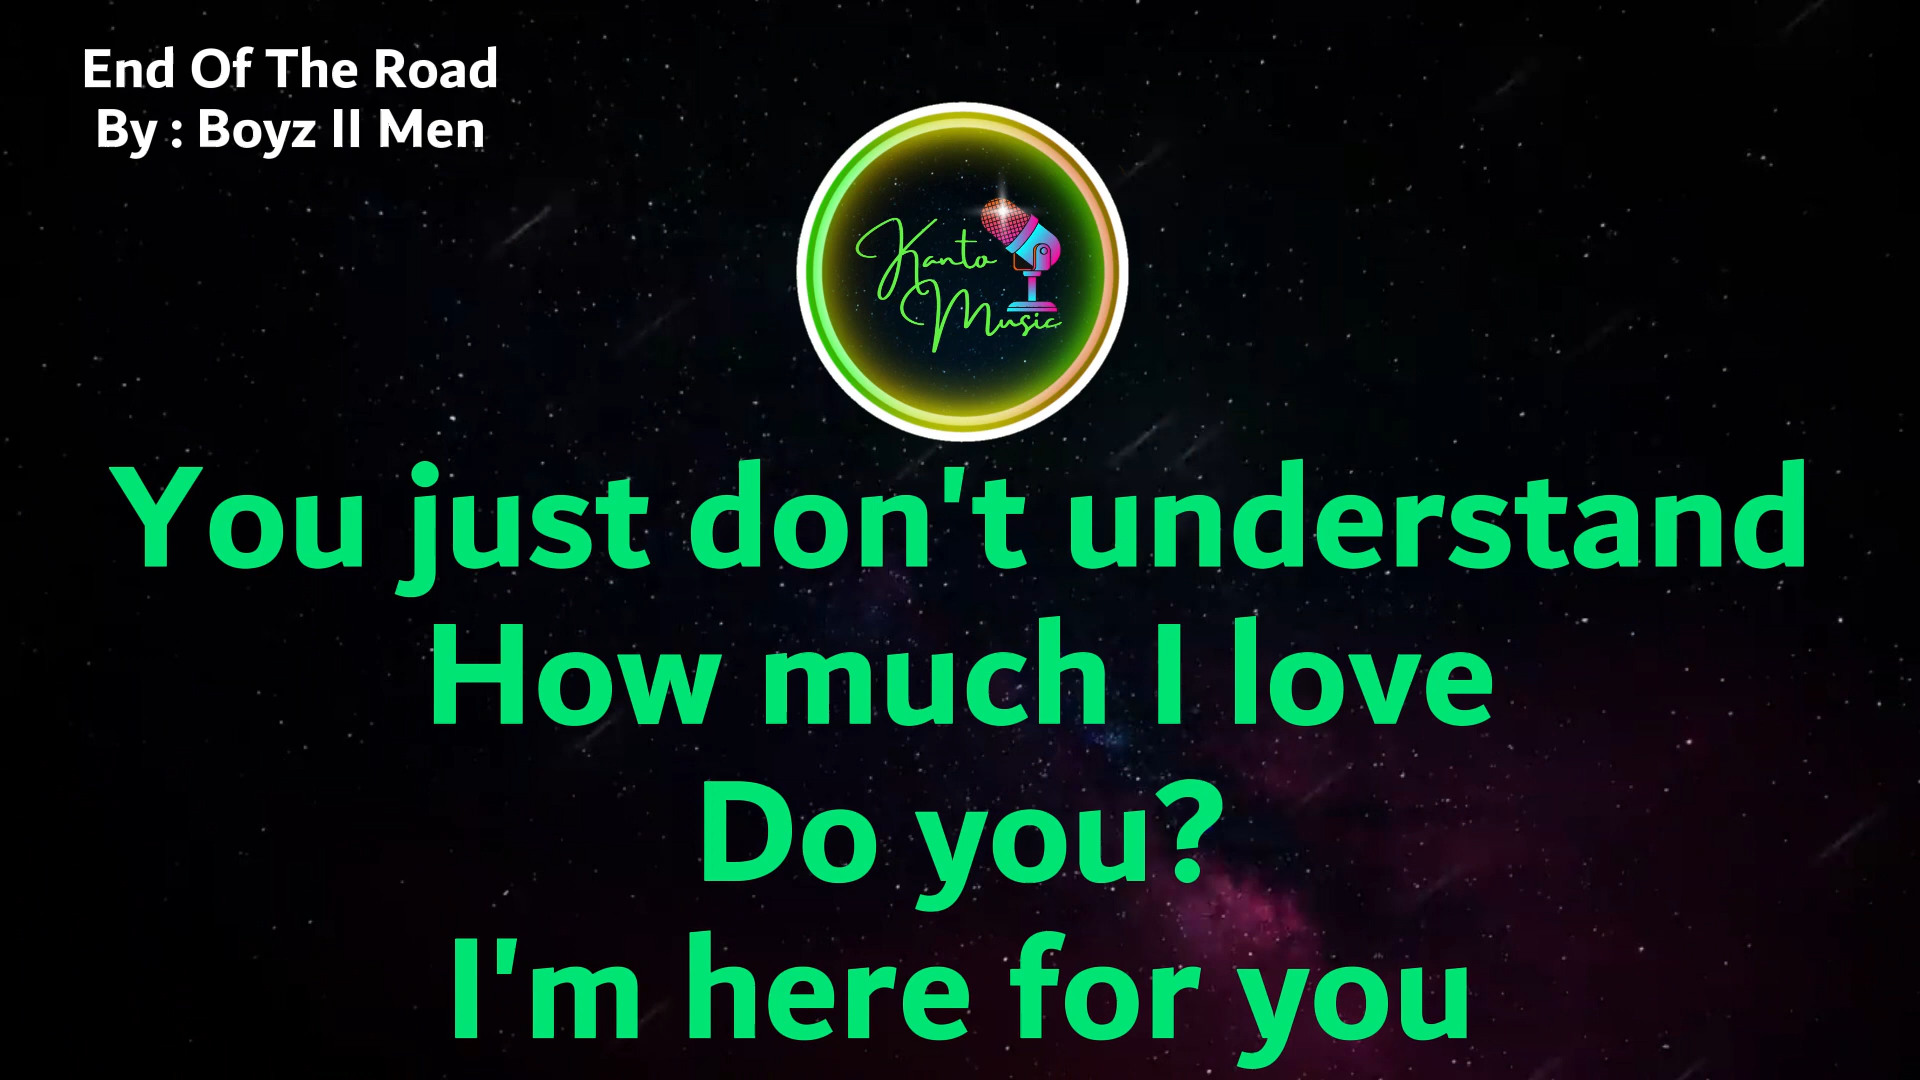 End Of The Road
By : Boyz II Men
Kanto
Music
You just don't understand
How much I love
Do you?
I'm here for you